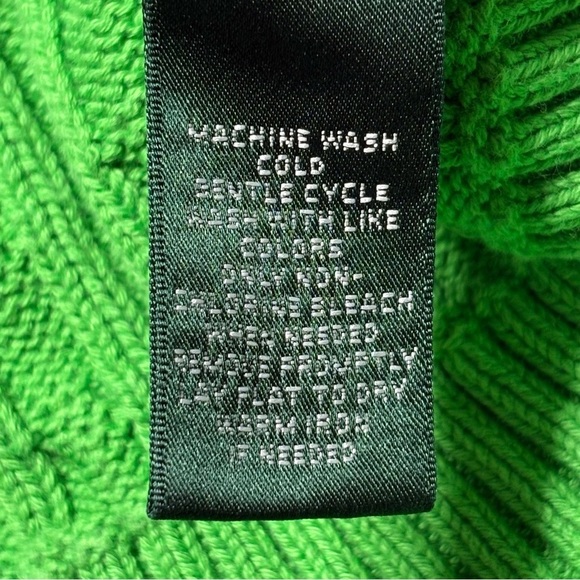 MACHINE WASH
COLD
GENTLE CYCLE
WASH WITH LIKE
COLORS
ONLY NON-
CHLORINE BLEACH
WHEN NEEDED
REMOVE PROMPTLY
LAY FLAT TO DRY
WARM IRON
IF NEEDED